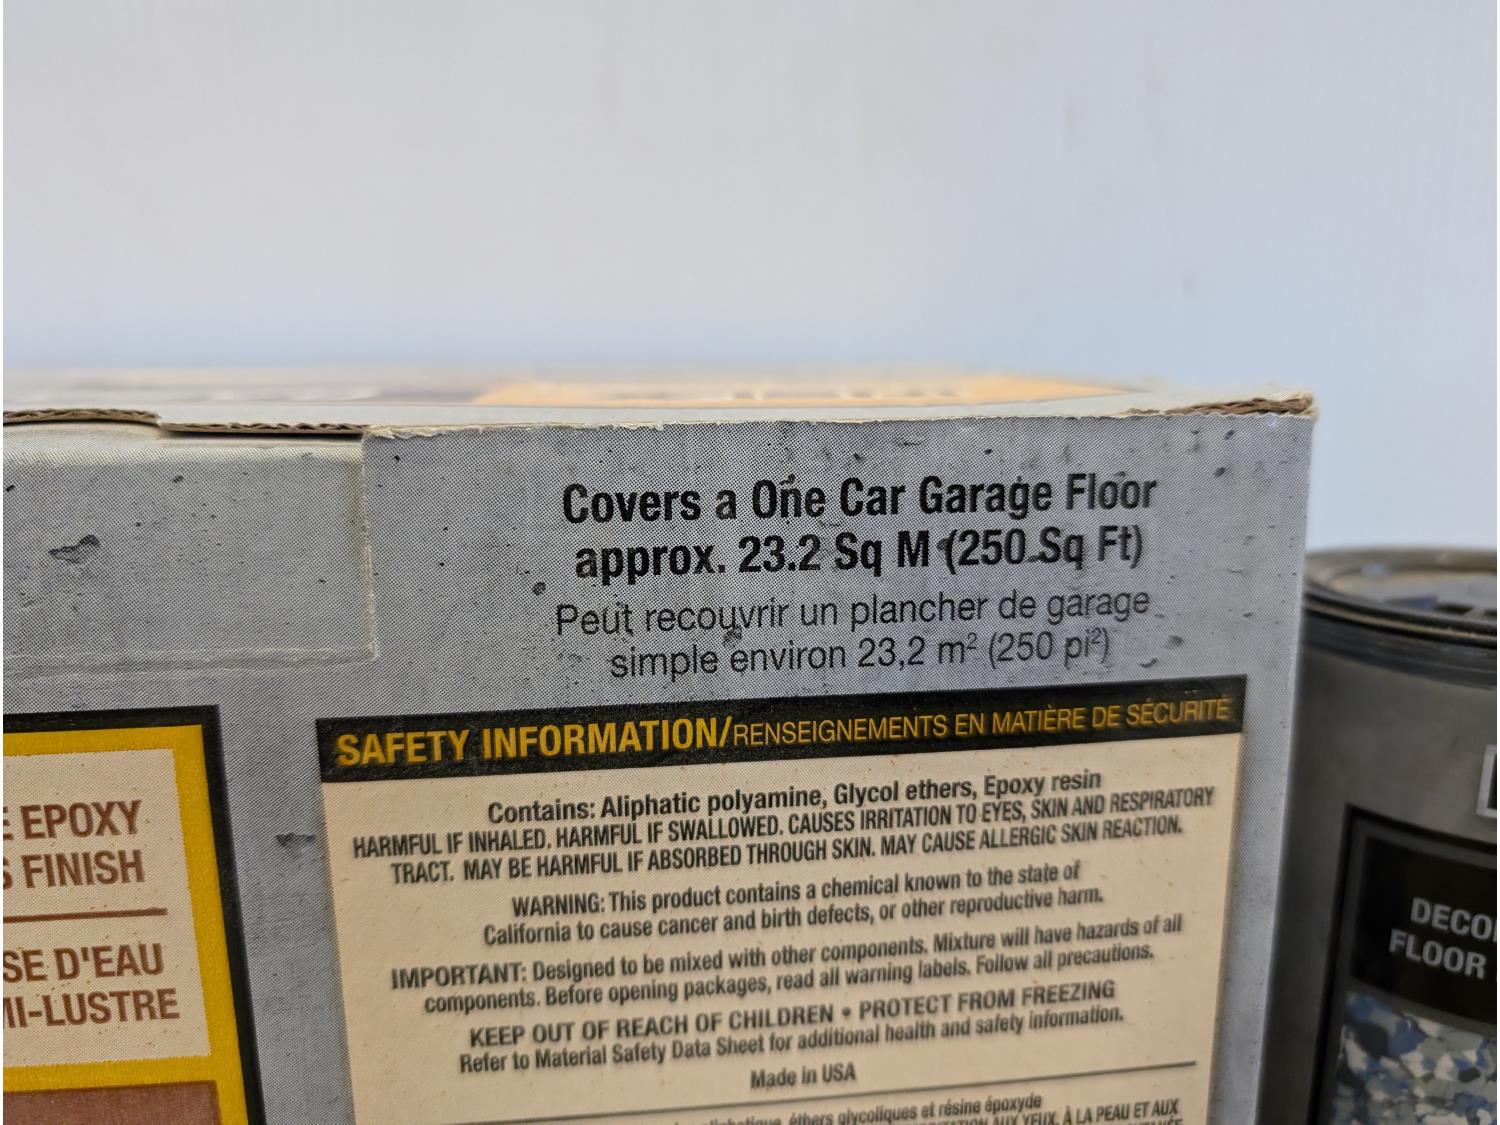 Covers a One Car Garage Floor
approx. 23.2 Sq M (250 Sq Ft)
Peut recouvrir un plancher de garage
simple environ 23,2 m² (250 pi²)
SAFETY INFORMATION/RENSEIGNEMENTS EN MATIÈRE DE SÉCURITÉ
Contains: Aliphatic polyamine, Glycol ethers, Epoxy resin
HARMFUL IF INHALED. HARMFUL IF SWALLOWED. CAUSES IRRITATION TO EYES, SKIN AND RESPIRATORY
TRACT. MAY BE HARMFUL IF ABSORBED THROUGH SKIN. MAY CAUSE ALLERGIC SKIN REACTION.
WARNING: This product contains a chemical known to the state of
California to cause cancer and birth defects, or other reproductive harm.
IMPORTANT: Designed to be mixed with other components. Mixture will have hazards of all
components. Before opening packages, read all warning labels. Follow all precautions.
KEEP OUT OF REACH OF CHILDREN • PROTECT FROM FREEZING
Refer to Material Safety Data Sheet for additional health and safety information.
Made in USA
éthers glycoliques et résine époxyde
AUX YEUX, À LA PEAU ET AUX
EPOXY
FINISH
D'EAU
MI-LUSTRE
DECO
FLOOR